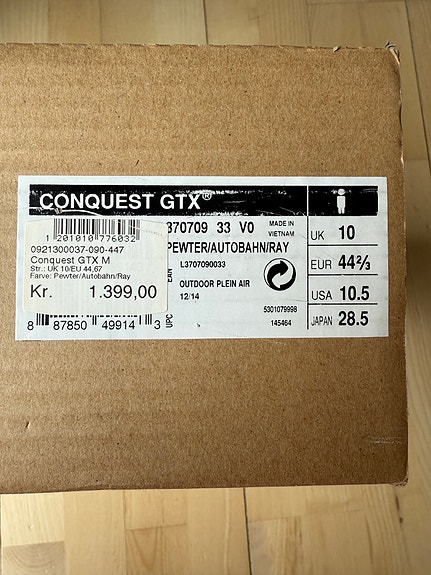 CONQUEST GTX®
1 201010 776032
0921300037-090-447
Conquest GTX M
Str.: UK 10/EU 44,67
Farve: Pewter/Autobahn/Ray
Kr. 1.399,00
8 87850 49914 3
UPC
370709 33 V0
MADE IN
VIETNAM
PEWTER/AUTOBAHN/RAY
EAN
L3707090033
OUTDOOR PLEIN AIR
12/14
5301079998
145464
UK 10
EUR 44⅔
USA 10.5
JAPAN 28.5